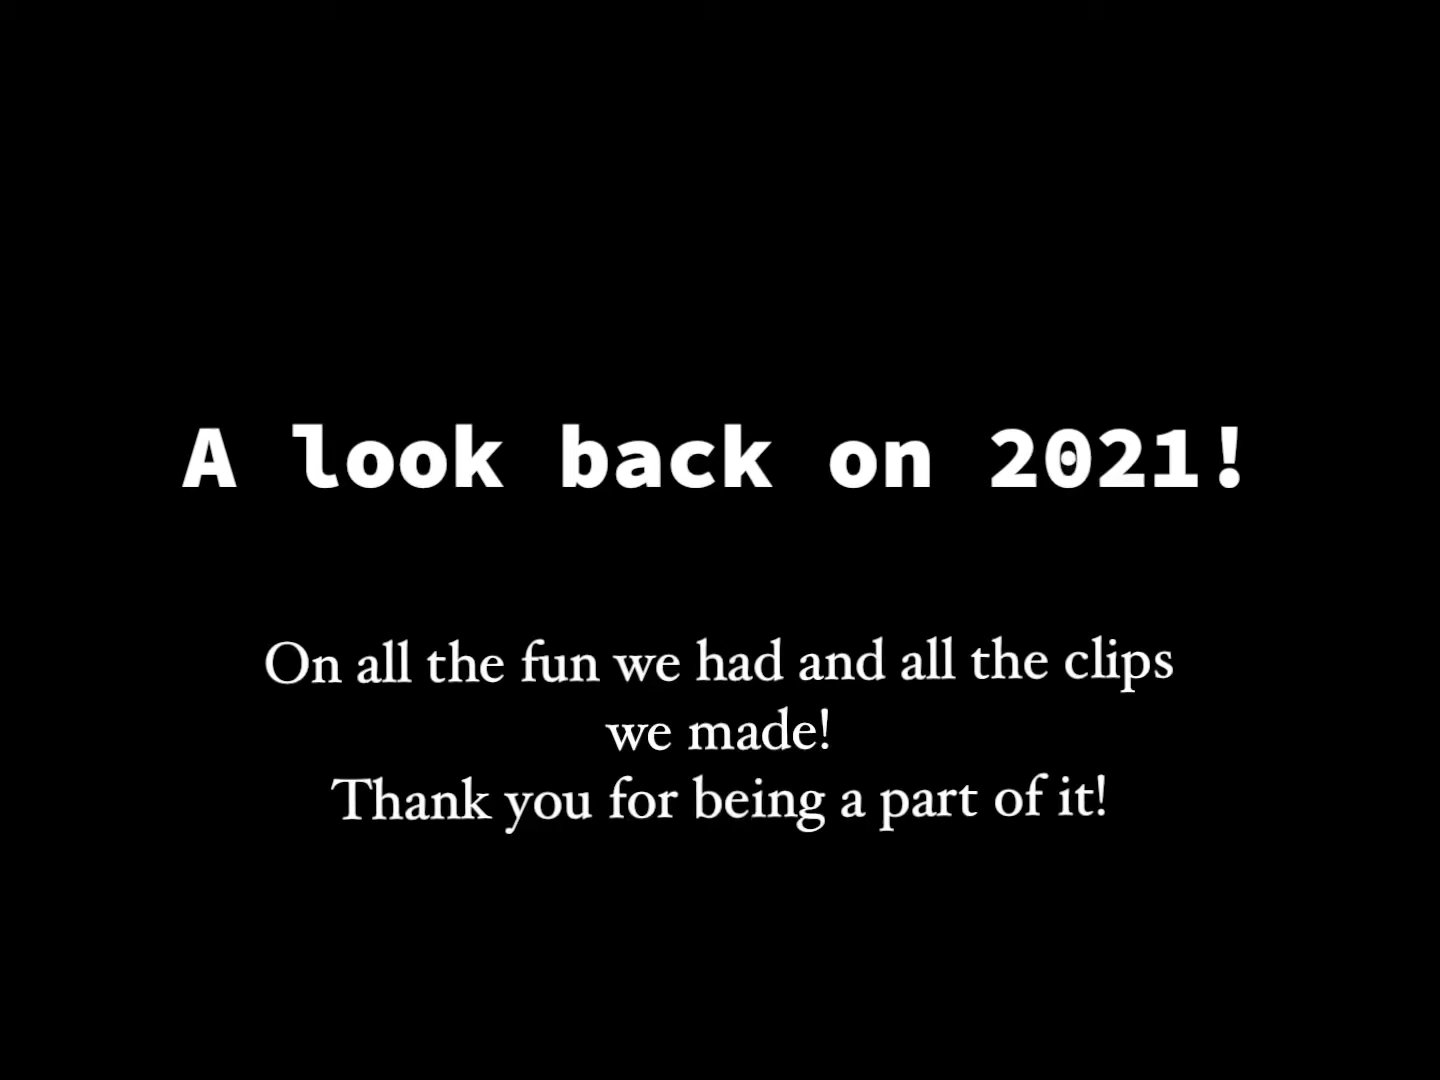 A look back on 2021!
On all the fun we had and all the clips
we made!
Thank you for being a part of it!